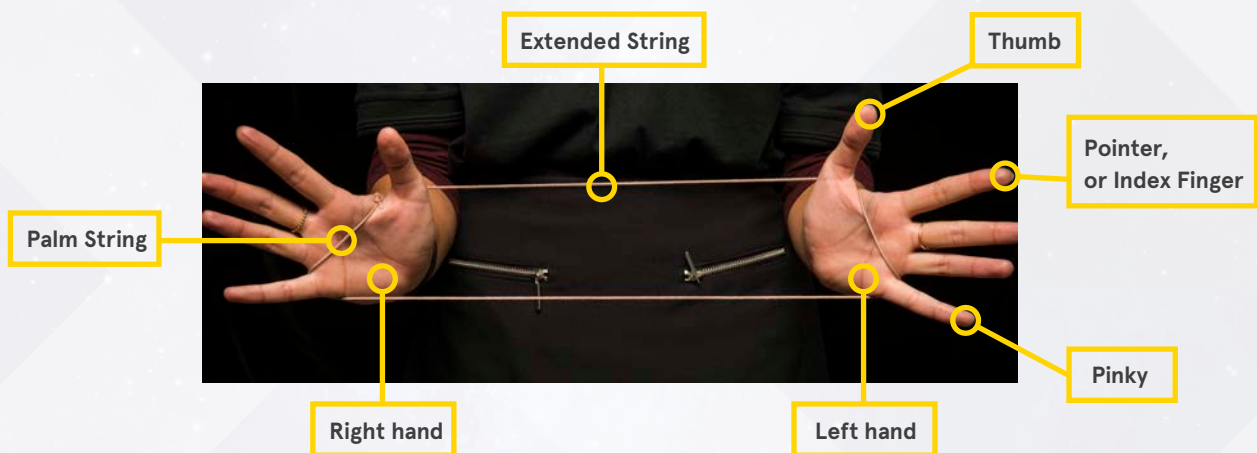 Extended String
Thumb
Pointer,
or Index Finger
Palm String
Pinky
Right hand
Left hand